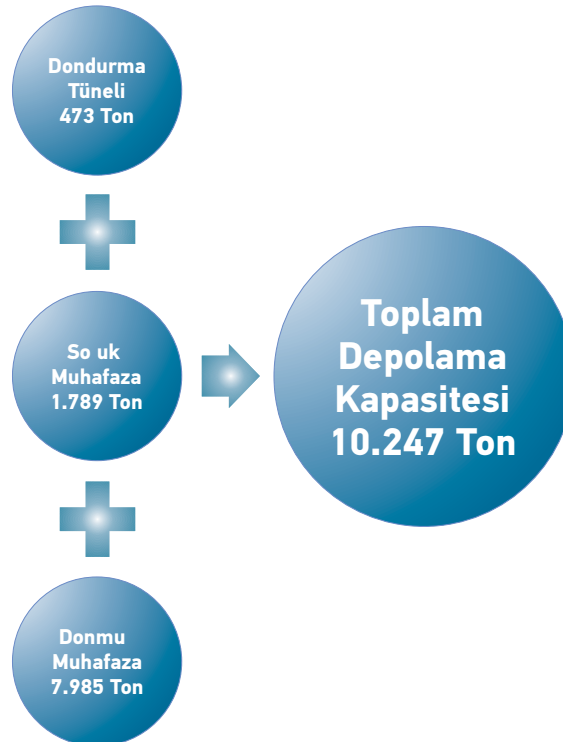 Dondurma
Tüneli
473 Ton
So uk
Muhafaza
1.789 Ton
Toplam
Depolama
Kapasitesi
10.247 Ton
Donmu
Muhafaza
7.985 Ton